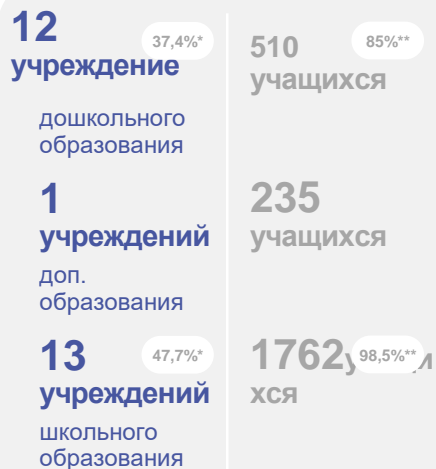 12
37,4%*
учреждение
дошкольного
образования
510
85%**
учащихся
1
учреждений
доп.
образования
235
учащихся
13
47,7%*
учреждений
школьного
образования
1762
98,5%**
хся